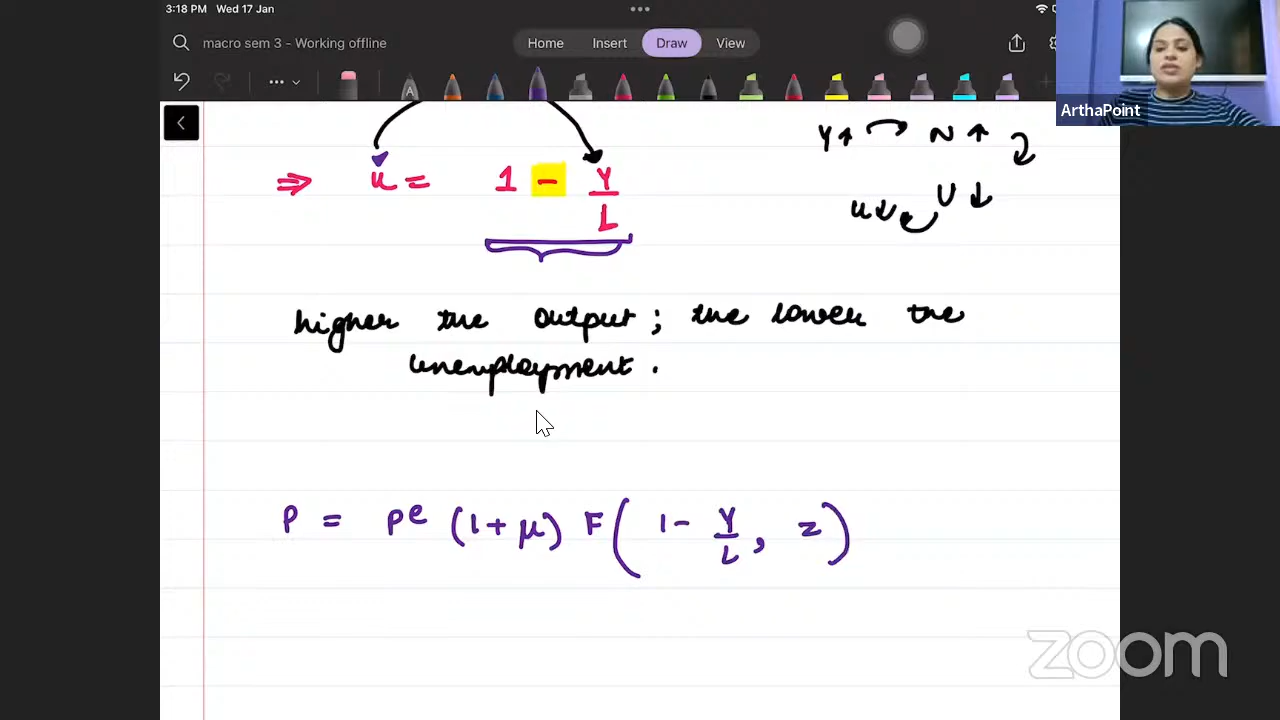 3:18 PM Wed 17 Jan
macro sem 3 - Working offline
Home Insert Draw View
ArthaPoint
A
Y↑ N↑
⇒ u = 1 - Y/L
U↓
u↓
higher the output ; the lower the
unemployment .
P = Pe (1+ μ) F ( 1 - Y/L , z )
zoom